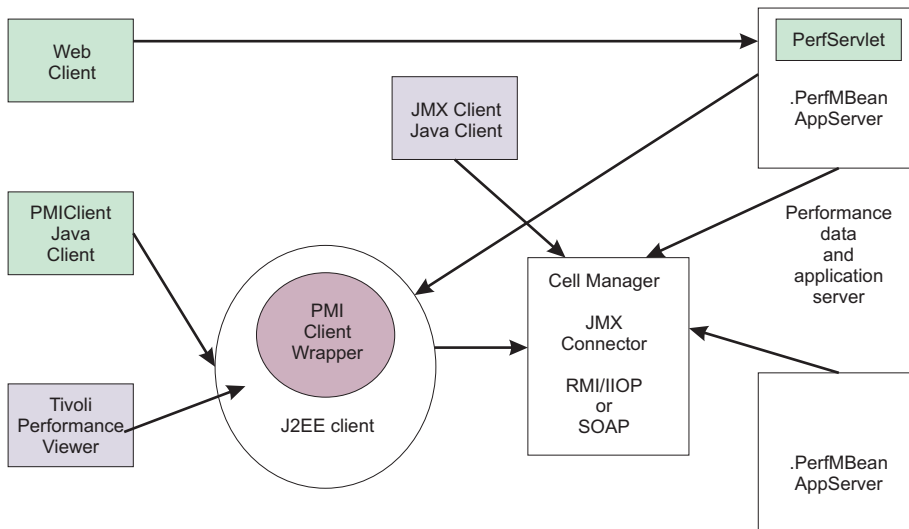 Web
Client
PerfServlet
.PerfMBean
AppServer
JMX Client
Java Client
PMIClient
Java
Client
Performance
data
and
application
server
PMI
Client
Wrapper
J2EE client
Cell Manager
JMX
Connector
RMI/IIOP
or
SOAP
Tivoli
Performance
Viewer
.PerfMBean
AppServer